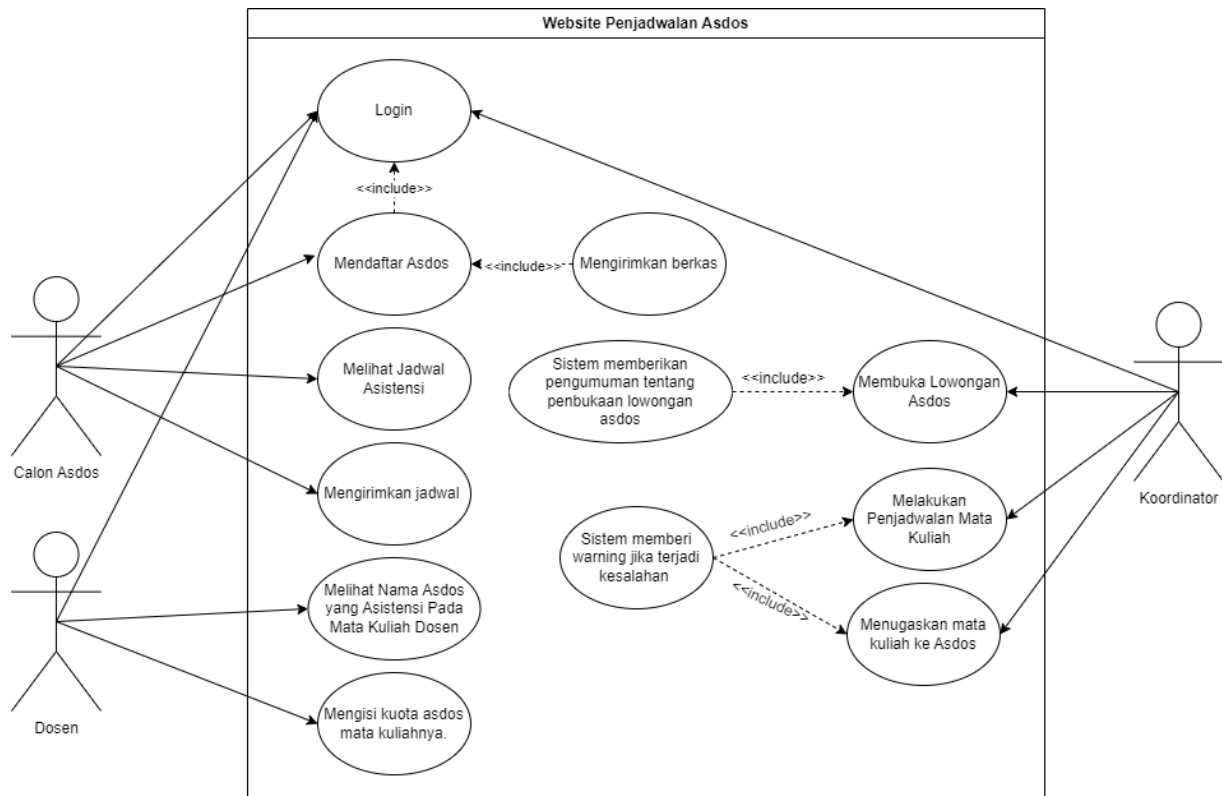 Website Penjadwalan Asdos
Login
<<include>>
Mendaftar Asdos
<<include>>
Mengirimkan berkas
Melihat Jadwal
Asistensi
Sistem memberikan
pengumuman tentang
penbukaan lowongan
asdos
<<include>>
Membuka Lowongan
Asdos
Calon Asdos
Koordinator
Mengirimkan jadwal
Sistem memberi
warning jika terjadi
kesalahan
<<include>>
<<include>>
Melakukan
Penjadwalan Mata
Kuliah
Menugaskan mata
kuliah ke Asdos
Melihat Nama Asdos
yang Asistensi Pada
Mata Kuliah Dosen
Mengisi kuota asdos
mata kuliahnya.
Dosen